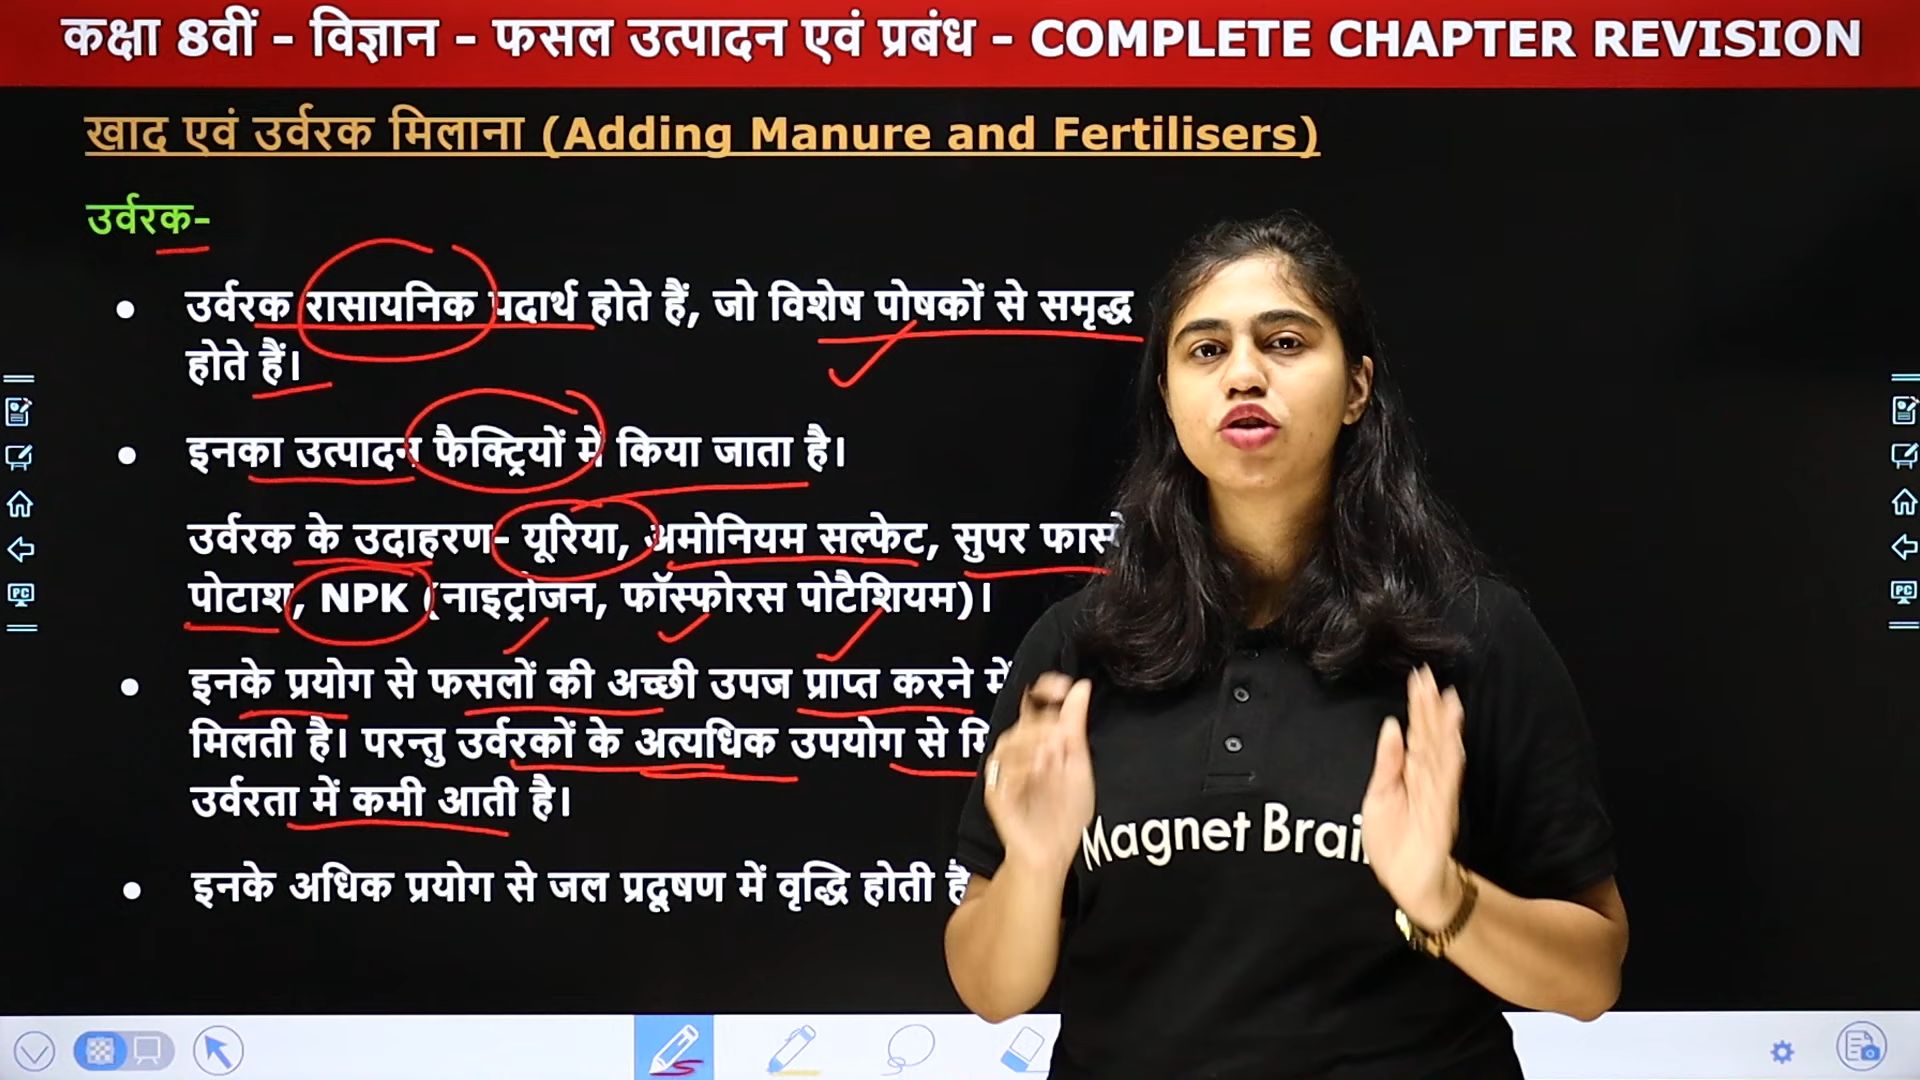 कक्षा 8वीं - विज्ञान - फसल उत्पादन एवं प्रबंध - COMPLETE CHAPTER REVISION
खाद एवं उर्वरक मिलाना (Adding Manure and Fertilisers)
उर्वरक-
• उर्वरक रासायनिक पदार्थ होते हैं, जो विशेष पोषकों से समृद्ध
होते हैं।
• इनका उत्पादन फैक्ट्रियों में किया जाता है।
उर्वरक के उदाहरण- यूरिया, अमोनियम सल्फेट, सुपर
पोटाश, NPK (नाइट्रोजन, फॉस्फोरस पोटैशियम)।
• इनके प्रयोग से फसलों की अच्छी उपज प्राप्त करने में
मिलती है। परन्तु उर्वरकों के अत्यधिक उपयोग से
उर्वरता में कमी आती है।
• इनके अधिक प्रयोग से जल प्रदूषण में वृद्धि होती है
Magnet Brai
PC
PC